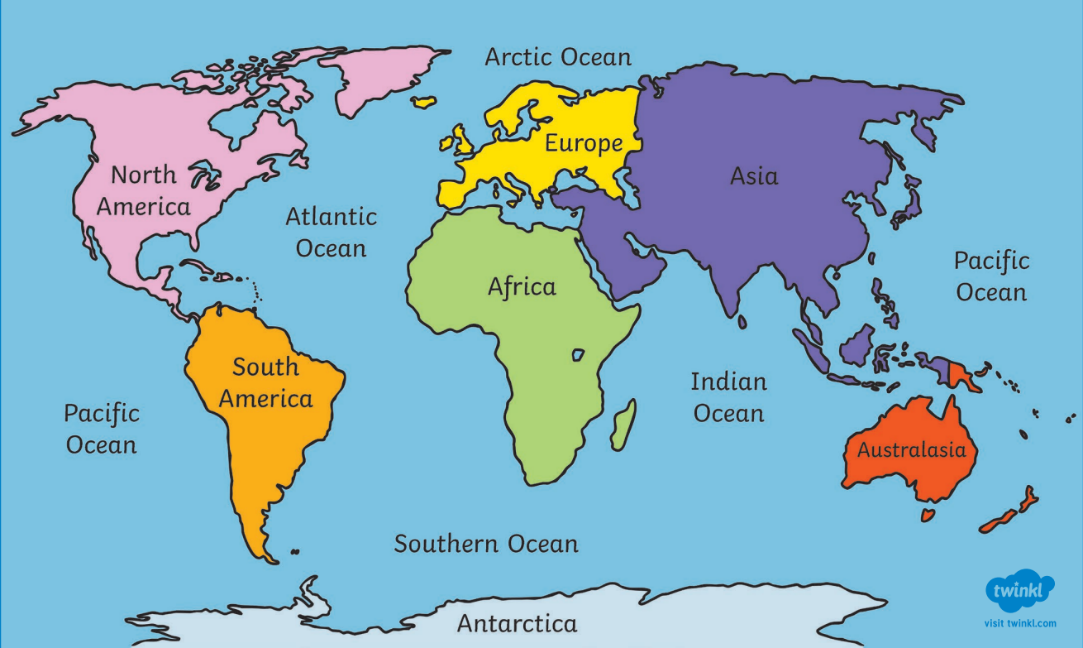 Arctic Ocean
Europe
Asia
North
America
Atlantic
Ocean
Africa
Pacific
Ocean
South
America
Indian
Ocean
Pacific
Ocean
Australasia
Southern Ocean
Antarctica
twinkl
visit twinkl.com